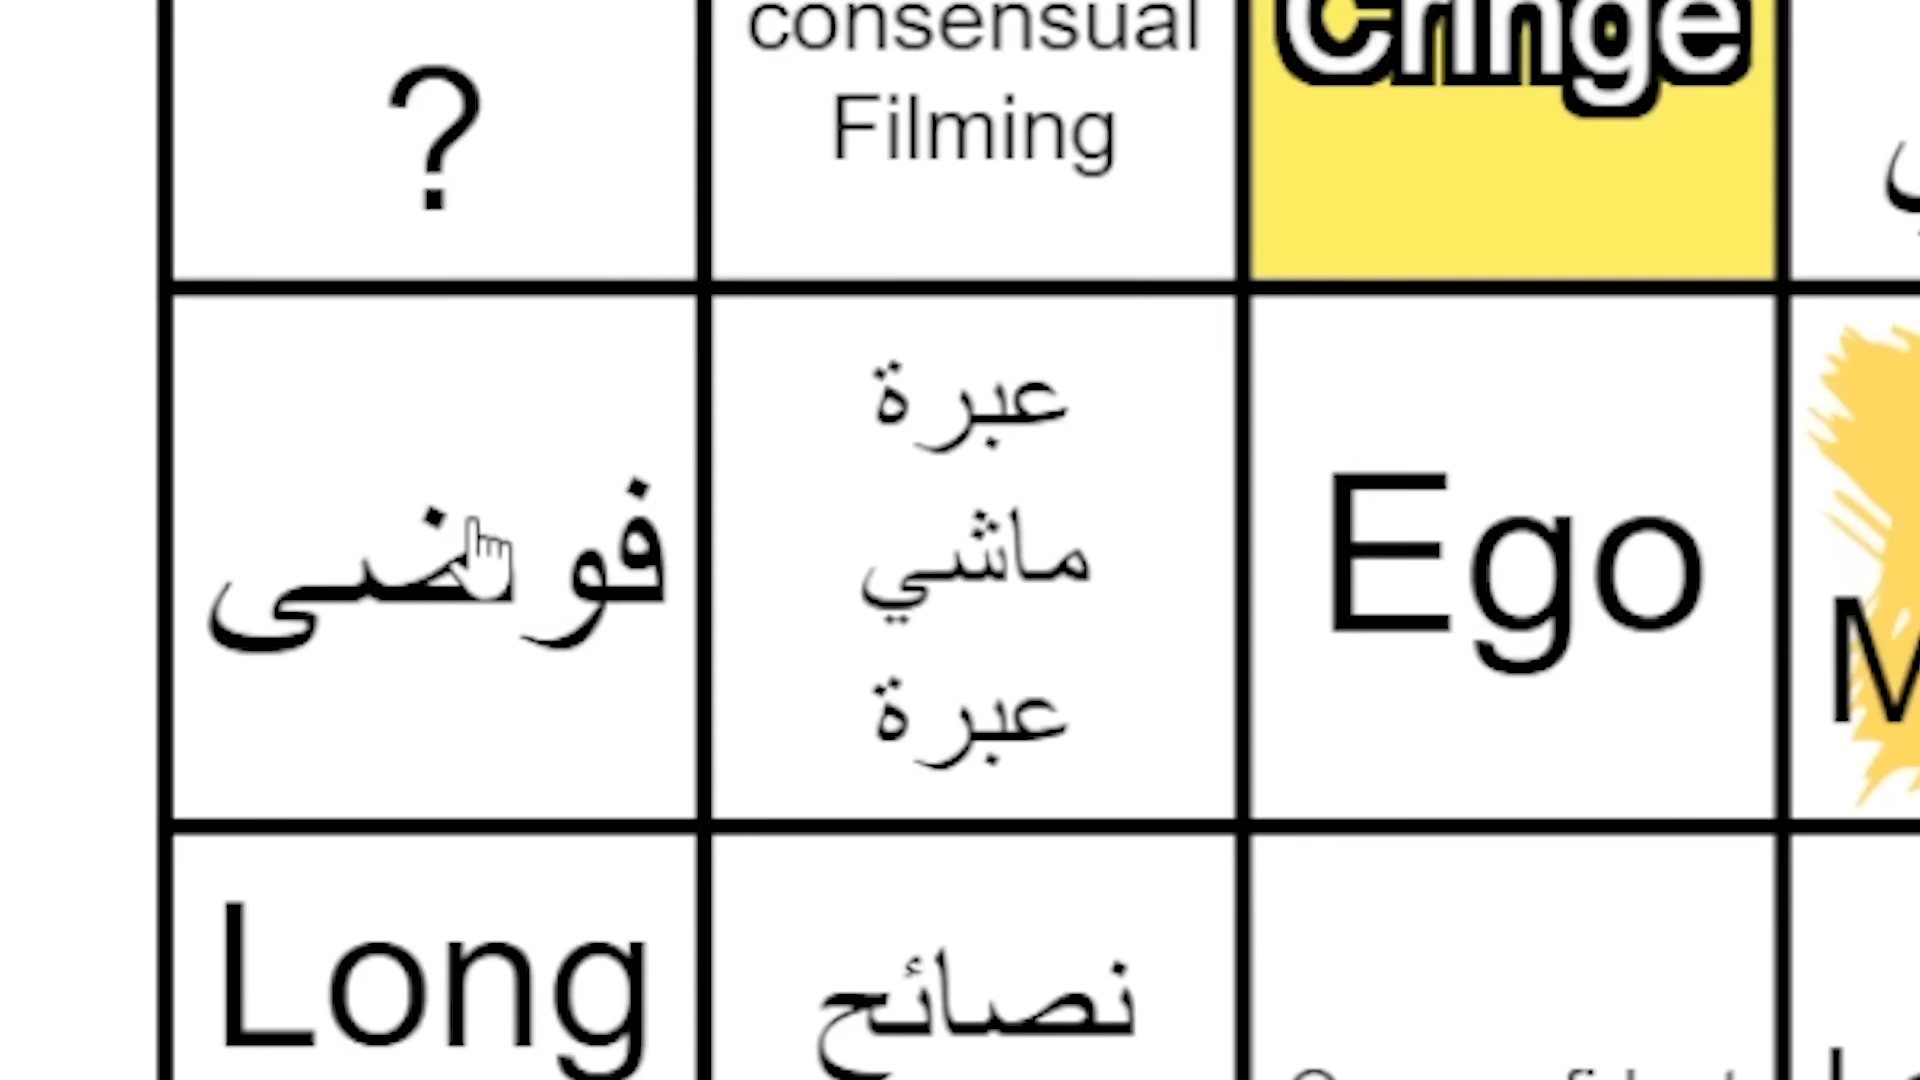 ?
consensual
Filming
Cringe
فوضى
عبرة
ماشي
عبرة
Ego
Long
نصائح